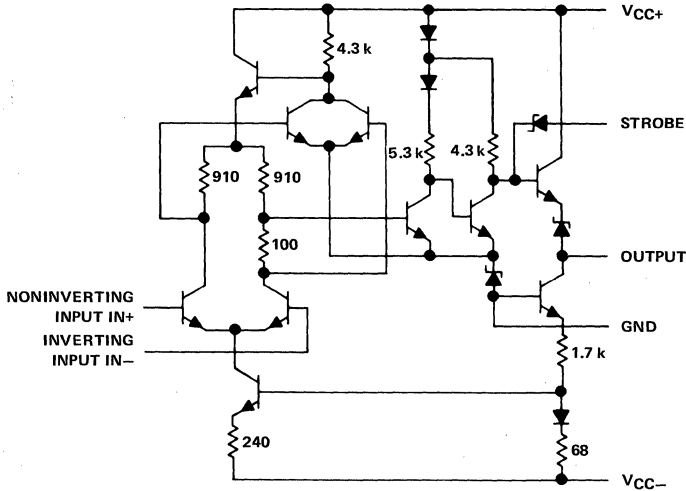 VCC+
4.3 k
STROBE
5.3 k
4.3 k
910
910
100
OUTPUT
NONINVERTING
INPUT IN+
GND
INVERTING
INPUT IN−
1.7 k
240
68
VCC−